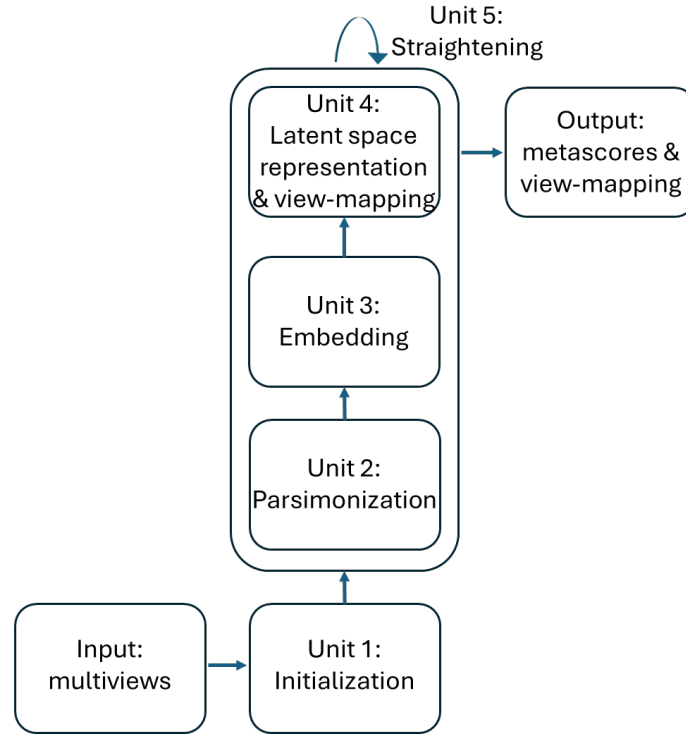 Unit 5:
Straightening
Unit 4:
Latent space
representation
& view-mapping
Output:
metascores &
view-mapping
Unit 3:
Embedding
Unit 2:
Parsimonization
Input:
multiviews
Unit 1:
Initialization